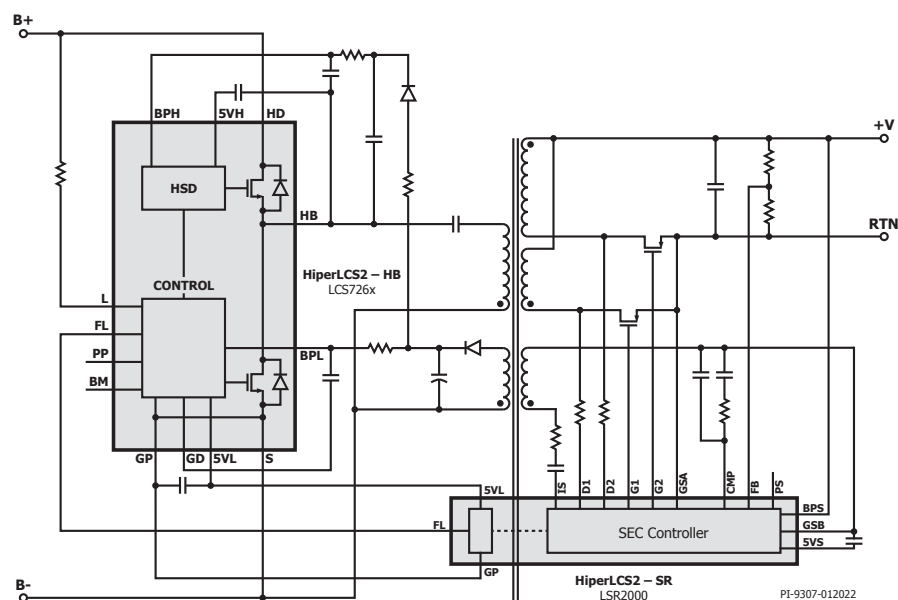 B+
BPH
5VH
HD
+V
HSD
HB
RTN
HiperLCS2 – HB
LCS726x
CONTROL
L
FL
BPL
PP
BM
GP
GD
5VL
S
5VL
IS
D1
D2
G1
G2
GSA
CMP
FB
PS
BPS
FL
SEC Controller
GSB
5VS
GP
B-
HiperLCS2 – SR
LSR2000
PI-9307-012022